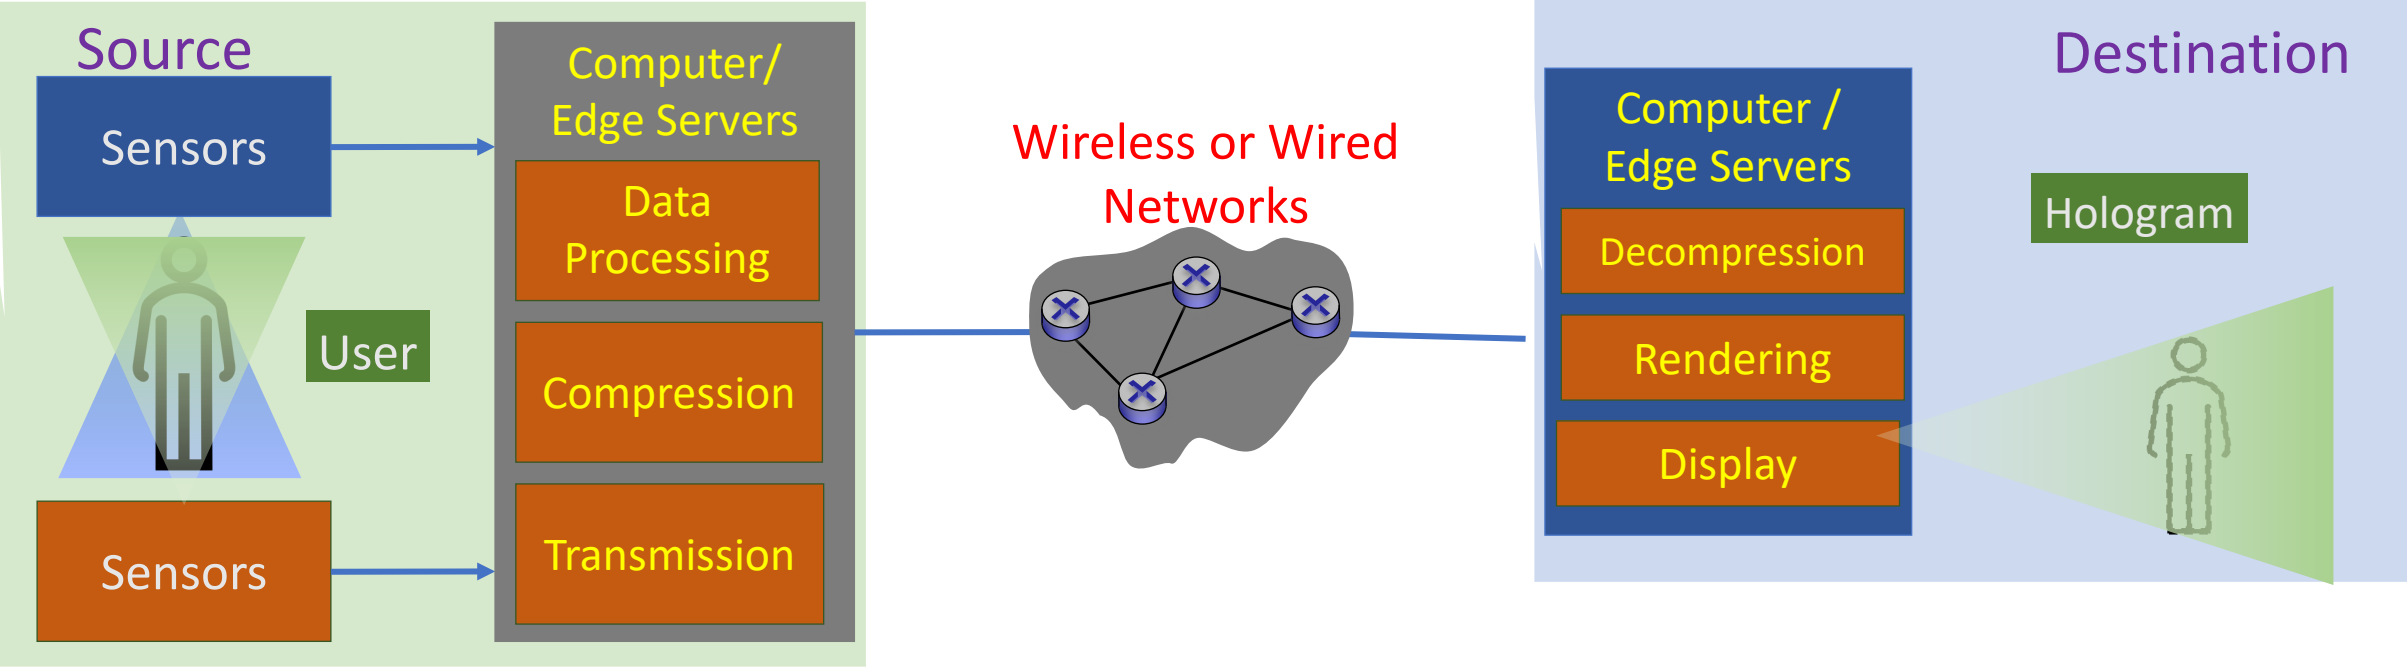 Source
Sensors
User
Sensors
Computer/
Edge Servers
Data
Processing
Compression
Transmission
Wireless or Wired
Networks
Destination
Computer /
Edge Servers
Decompression
Rendering
Display
Hologram